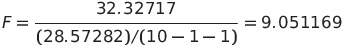 F = 32.32717 / (28.57282)/(10 − 1 − 1) = 9.051169